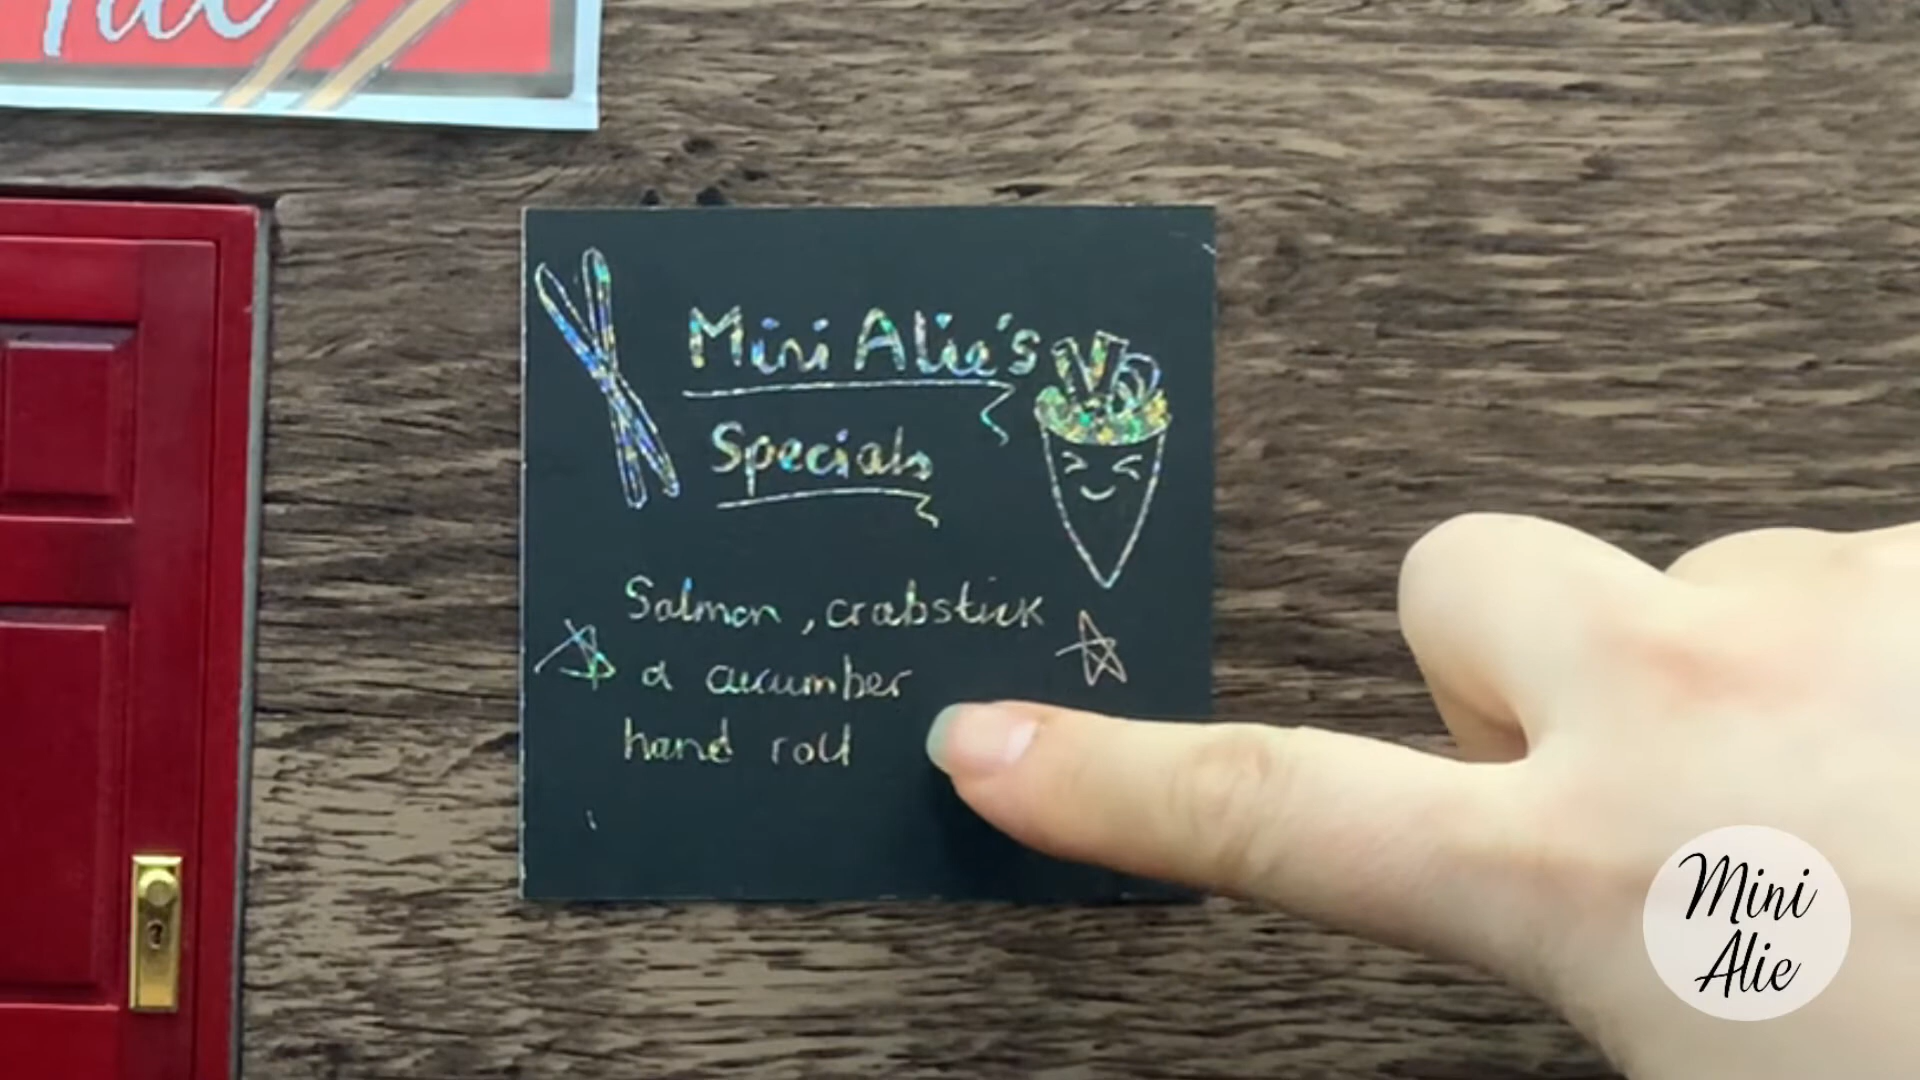 Mini Alie's
Specials
Salmon, crabstick
& cucumber
hand roll
Mini
Alie